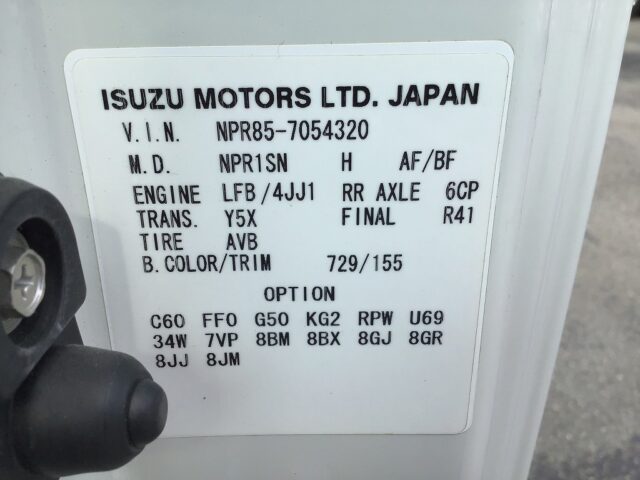 ISUZU MOTORS LTD. JAPAN
V.I.N. NPR85-7054320
M.D. NPR1SN H AF/BF
ENGINE LFB/4JJ1 RR AXLE 6CP
TRANS. Y5X FINAL R41
TIRE AVB
B.COLOR/TRIM 729/155
OPTION
C60 FF0 G50 KG2 RPW U69
34W 7VP 8BM 8BX 8GJ 8GR
8JJ 8JM